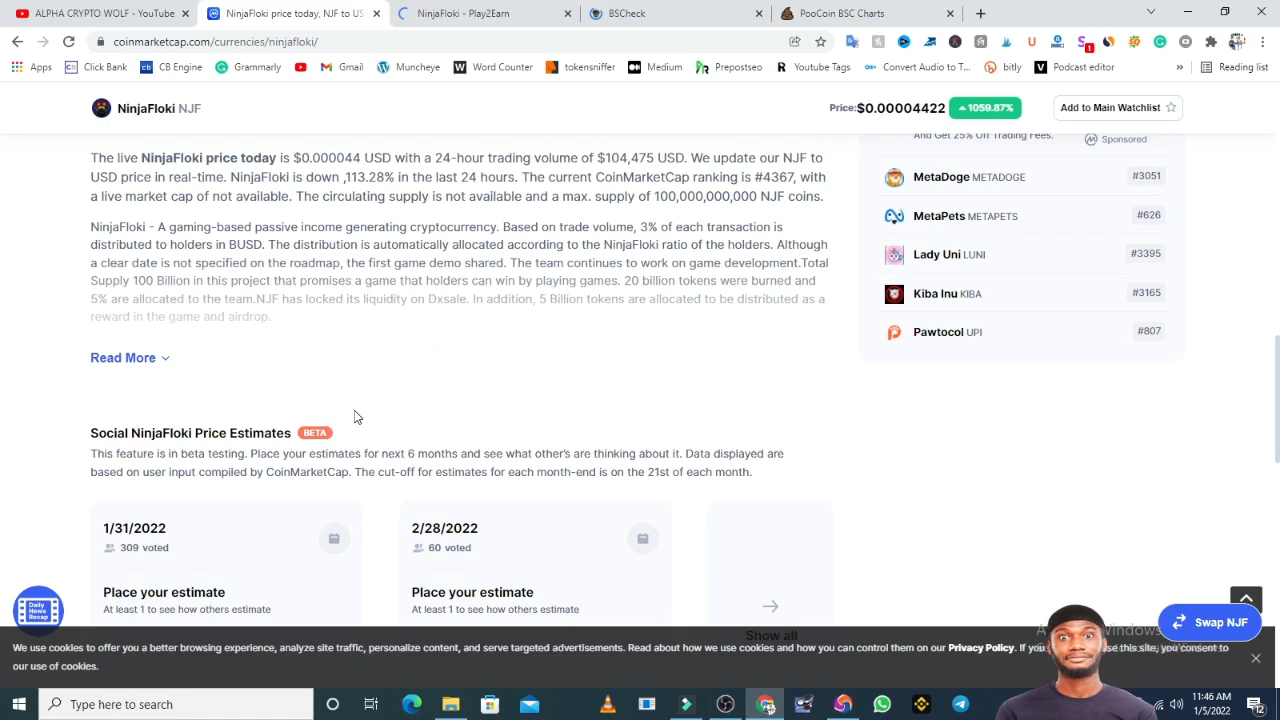 ALPHA CRYPTO WOLF - YouTube
NinjaFloki price today, NJF to US
NinjaFloki - Play2Earn
BSCheck
PooCoin BSC Charts
coinmarketcap.com/currencies/ninjafloki/
Apps
Click Bank
CB Engine
Grammarly
Gmail
Muncheye
Word Counter
tokensniffer
Medium
Prepostseo
Youtube Tags
Convert Audio to T...
bitly
Podcast editor
»
Reading list
NinjaFloki NJF
Price:$0.00004422
1059.87%
Add to Main Watchlist
The live NinjaFloki price today is $0.000044 USD with a 24-hour trading volume of $104,475 USD. We update our NJF to
USD price in real-time. NinjaFloki is down ,113.28% in the last 24 hours. The current CoinMarketCap ranking is #4367, with
a live market cap of not available. The circulating supply is not available and a max. supply of 100,000,000,000 NJF coins.
NinjaFloki - A gaming-based passive income generating cryptocurrency. Based on trade volume, 3% of each transaction is
distributed to holders in BUSD. The distribution is automatically allocated according to the NinjaFloki ratio of the holders. Although
a clear date is not specified on the roadmap, the first game demo shared. The team continues to work on game development.Total
Supply 100 Billion in this project that promises a game that holders can win by playing games. 20 billion tokens were burned and
5% are allocated to the team.NJF has locked its liquidity on Dxsale. In addition, 5 Billion tokens are allocated to be distributed as a
reward in the game and airdrop.
Read More
And Get 25% Off Trading Fees.
Sponsored
MetaDoge METADOGE #3051
MetaPets METAPETS #626
Lady Uni LUNI #3395
Kiba Inu KIBA #3165
Pawtocol UPI #807
Social NinjaFloki Price Estimates BETA
This feature is in beta testing. Place your estimates for next 6 months and see what other's are thinking about it. Data displayed are
based on user input compiled by CoinMarketCap. The cut-off for estimates for each month-end is on the 21st of each month.
1/31/2022
309 voted
Place your estimate
At least 1 to see how others estimate
2/28/2022
60 voted
Place your estimate
At least 1 to see how others estimate
Show all
Daily
News
Recap
Swap NJF
We use cookies to offer you a better browsing experience, analyze site traffic, personalize content, and serve targeted advertisements. Read about how we use cookies and how you can control them on our Privacy Policy. If you
use this site, you consent to
our use of cookies.
Type here to search
11:46 AM
1/5/2022